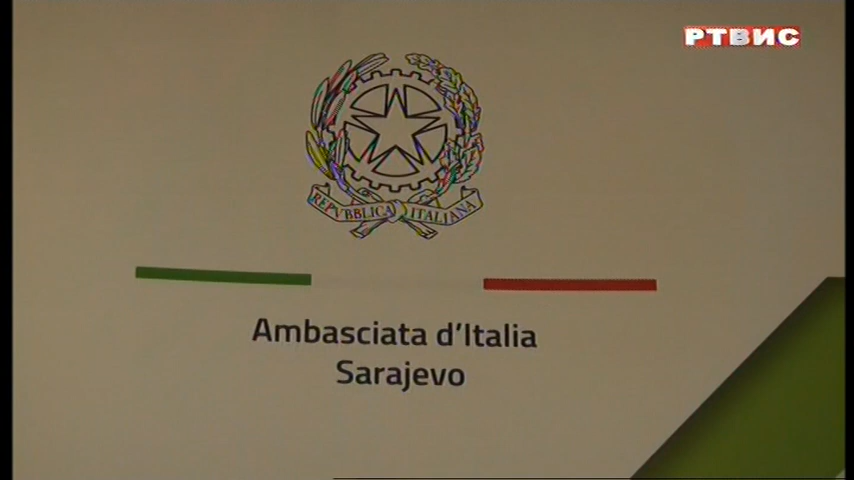 РТВИС
REPVBBLICA ITALIANA
Ambasciata d'Italia
Sarajevo